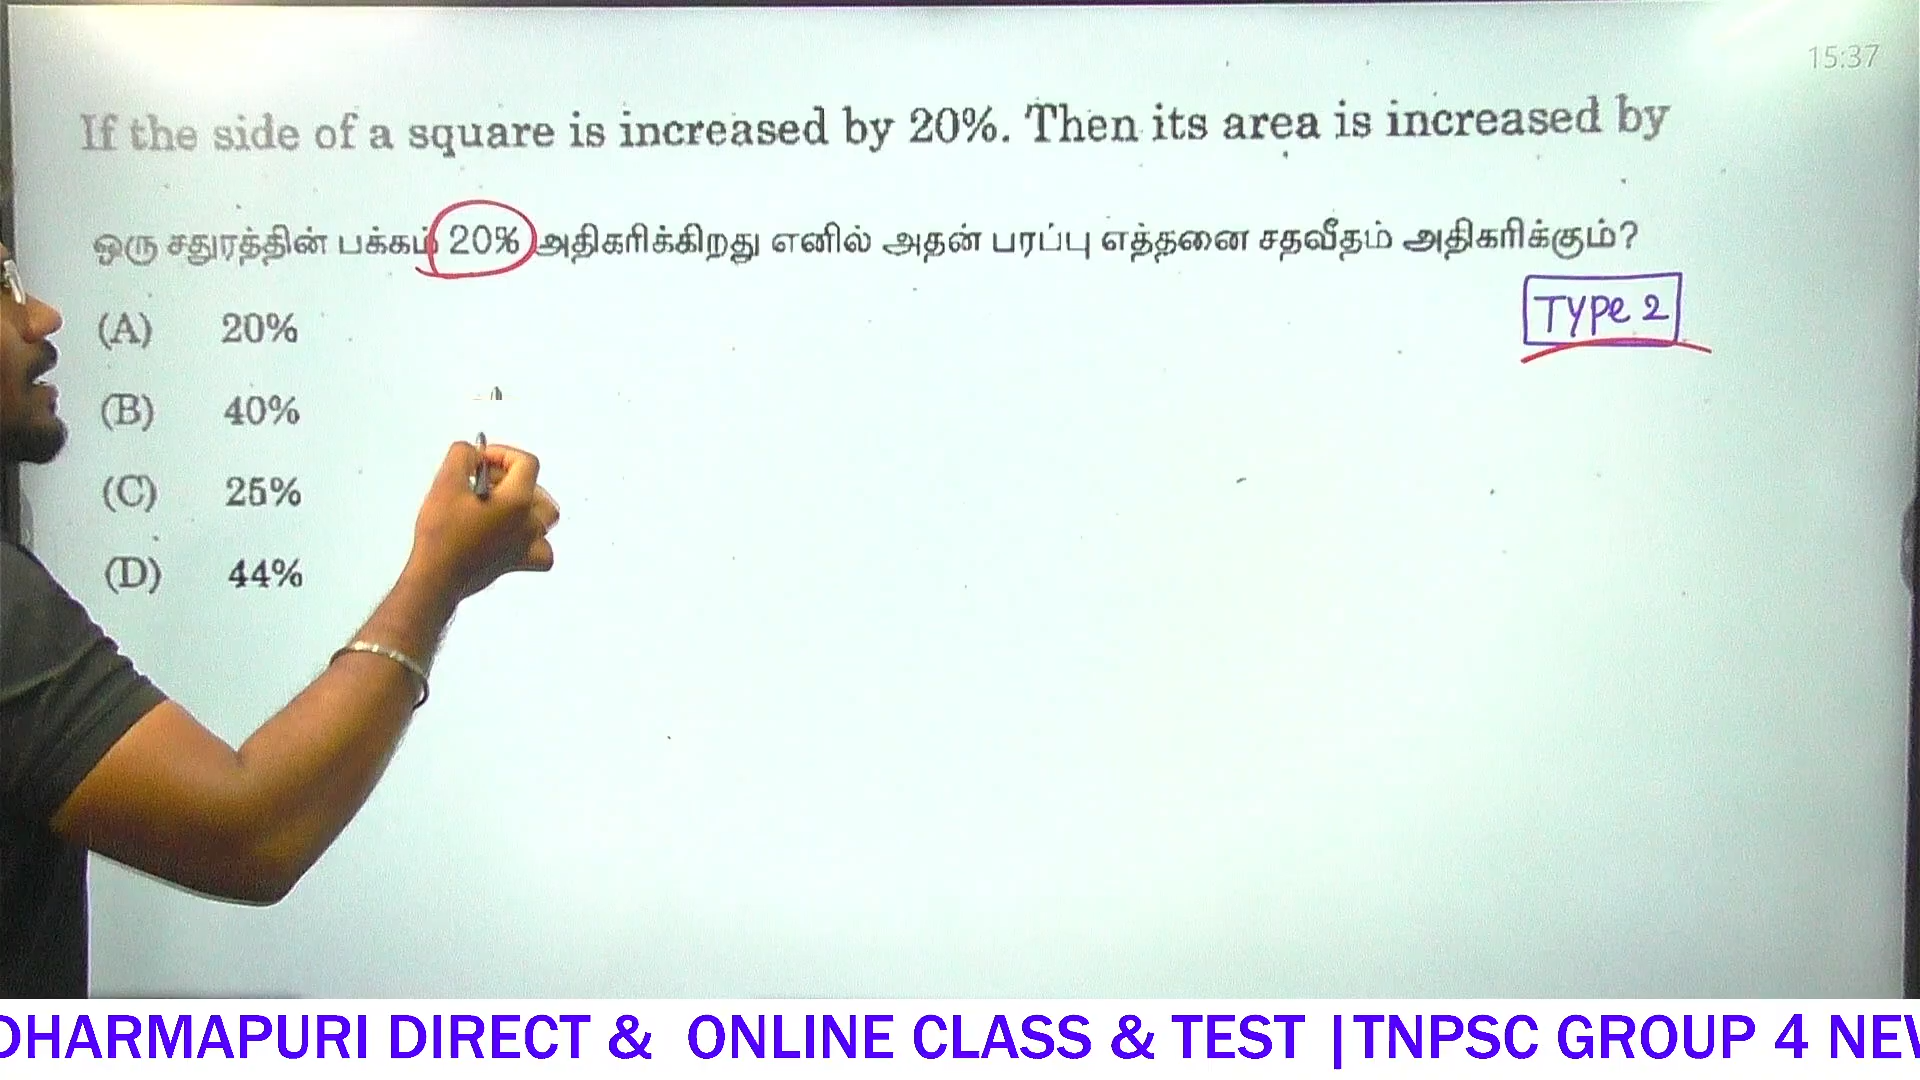 15:37
If the side of a square is increased by 20%. Then its area is increased by
ஒரு சதுரத்தின் பக்கம் 20% அதிகரிக்கிறது எனில் அதன் பரப்பு எத்தனை சதவீதம் அதிகரிக்கும்?
TYPe 2
(A) 20%
(B) 40%
(C) 25%
(D) 44%
DHARMAPURI DIRECT & ONLINE CLASS & TEST | TNPSC GROUP 4